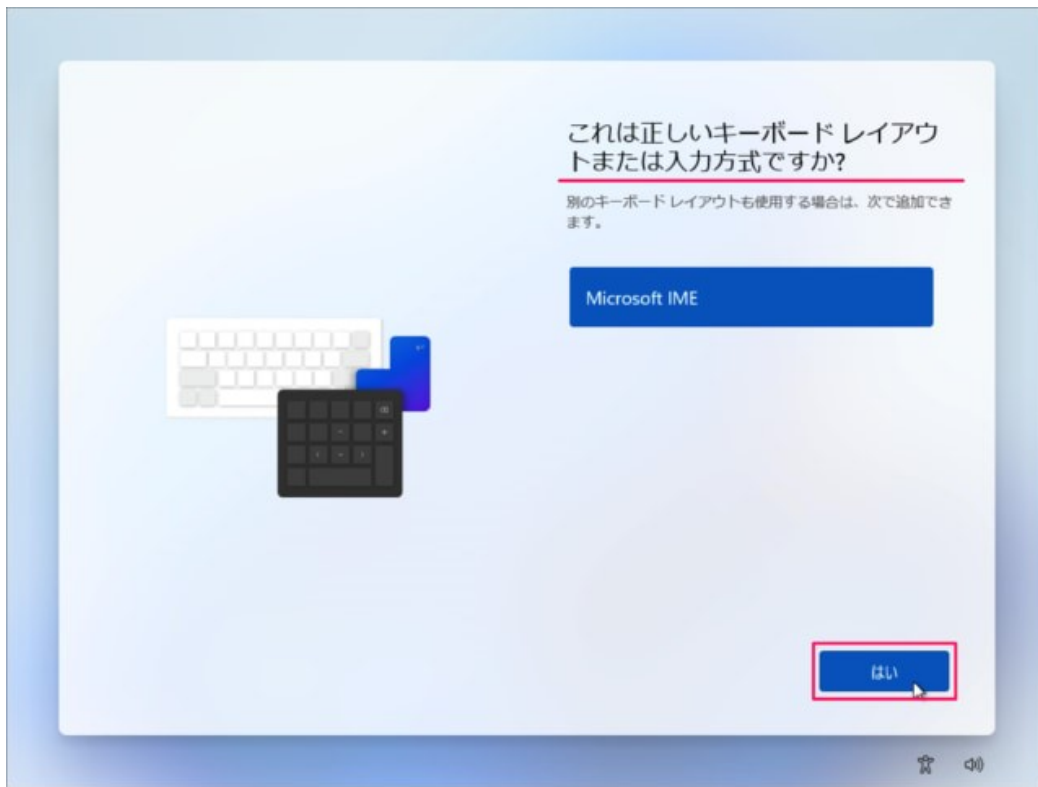 これは正しいキーボード レイアウ
トまたは入力方式ですか?
別のキーボード レイアウトも使用する場合は、次で追加でき
ます。
Microsoft IME
はい